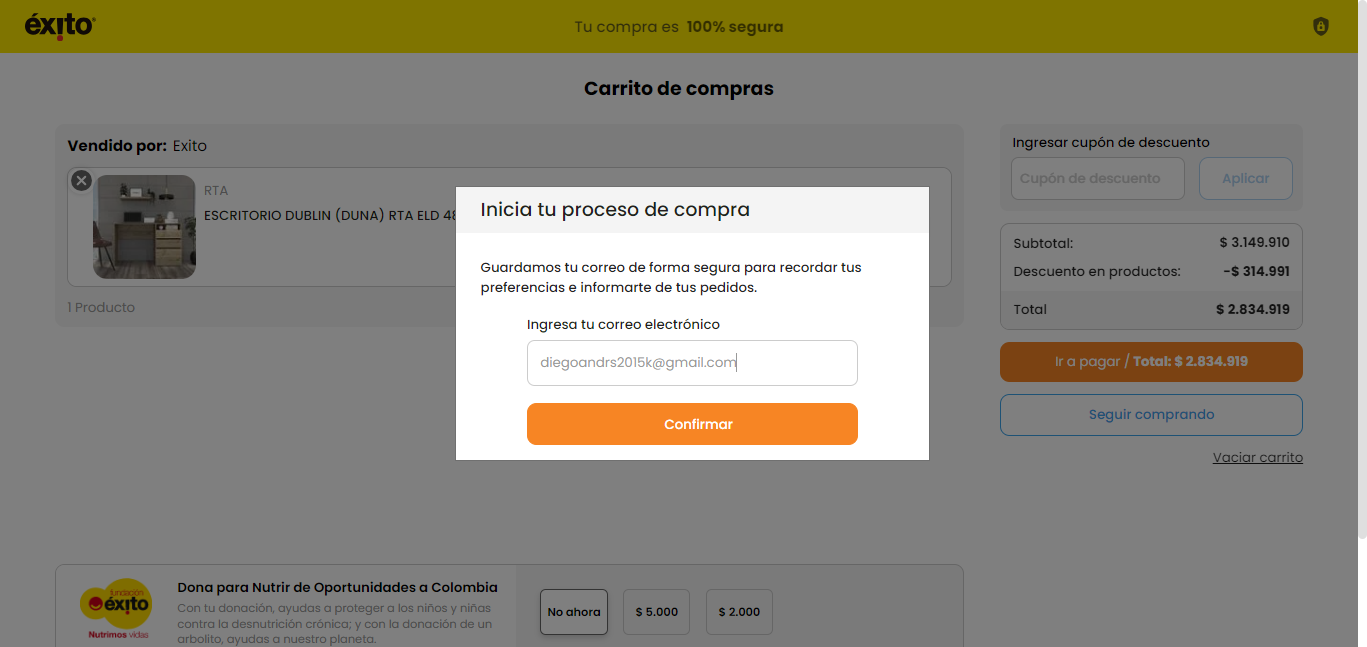 éxito
Tu compra es 100% segura
Carrito de compras
Vendido por: Exito
RTA
ESCRITORIO DUBLIN (DUNA) RTA ELD 48
1 Producto
Inicia tu proceso de compra
Guardamos tu correo de forma segura para recordar tus
preferencias e informarte de tus pedidos.
Ingresa tu correo electrónico
diegoandrs2015k@gmail.com
Confirmar
Ingresar cupón de descuento
Cupón de descuento
Aplicar
Subtotal: $ 3.149.910
Descuento en productos: -$ 314.991
Total $ 2.834.919
Ir a pagar / Total: $ 2.834.919
Seguir comprando
Vaciar carrito
fundación
éxito
Nutrimos vidas
Dona para Nutrir de Oportunidades a Colombia
Con tu donación, ayudas a proteger a los niños y niñas
contra la desnutrición crónica; y con la donación de un
arbolito, ayudas a nuestro planeta.
No ahora
$ 5.000
$ 2.000